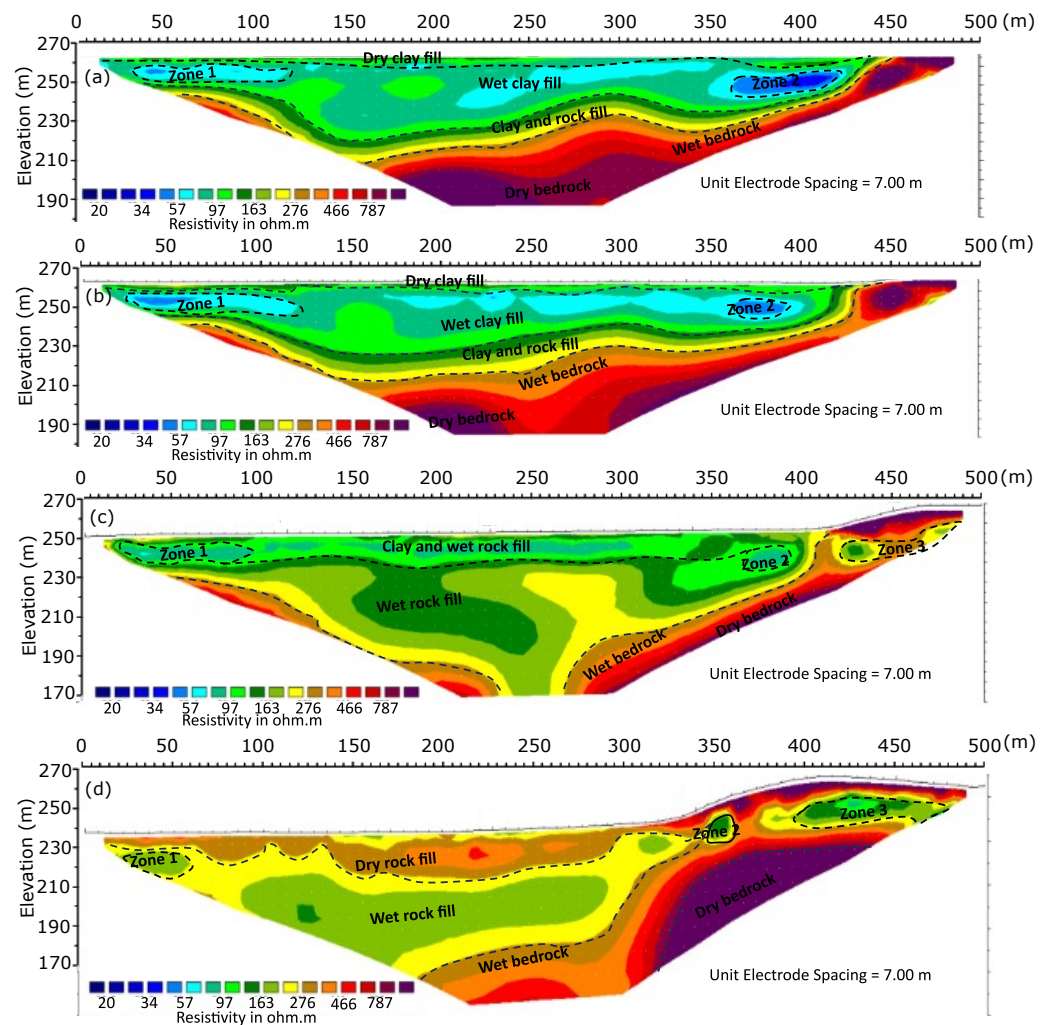 0 50 100 150 200 250 300 350 400 450 500 (m)
270
(a)
Dry clay fill
Zone 1
Wet clay fill
Zone 2
250
Clay and rock fill
230
Wet bedrock
210
Dry bedrock
190
Elevation (m)
Unit Electrode Spacing = 7.00 m
20 34 57 97 163 276 466 787
Resistivity in ohm.m
0 50 100 150 200 250 300 350 400 450 500 (m)
270
(b)
Dry clay fill
Zone 1
Wet clay fill
Zone 2
250
Clay and rock fill
230
Wet bedrock
210
Dry bedrock
190
Elevation (m)
Unit Electrode Spacing = 7.00 m
20 34 57 97 163 276 466 787
Resistivity in ohm.m
0 50 100 150 200 250 300 350 400 450 500 (m)
270
(c)
Zone 1
Clay and wet rock fill
Zone 2
Zone 3
250
230
Wet rock fill
210
Dry bedrock
Wet bedrock
190
170
Elevation (m)
Unit Electrode Spacing = 7.00 m
20 34 57 97 163 276 466 787
Resistivity in ohm.m
0 50 100 150 200 250 300 350 400 450 500 (m)
270
(d)
250
Zone 3
Zone 2
230
Zone 1
Dry rock fill
210
Dry bedrock
Wet rock fill
190
Wet bedrock
170
Elevation (m)
Unit Electrode Spacing = 7.00 m
20 34 57 97 163 276 466 787
Resistivity in ohm.m